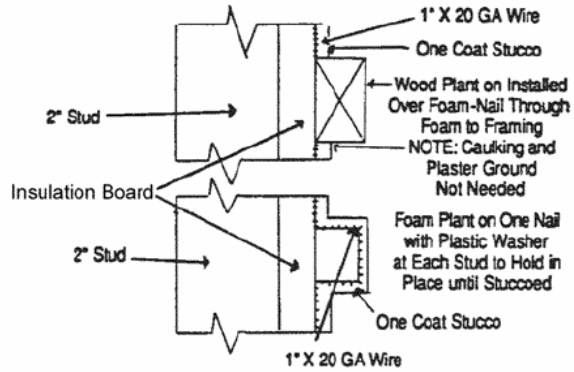 1" X 20 GA Wire
One Coat Stucco
Wood Plant on Installed
Over Foam-Nail Through
Foam to Framing
NOTE: Caulking and
Plaster Ground
Not Needed
2" Stud
Insulation Board
Foam Plant on One Nail
with Plastic Washer
at Each Stud to Hold in
Place until Stuccoed
2" Stud
One Coat Stucco
1" X 20 GA Wire